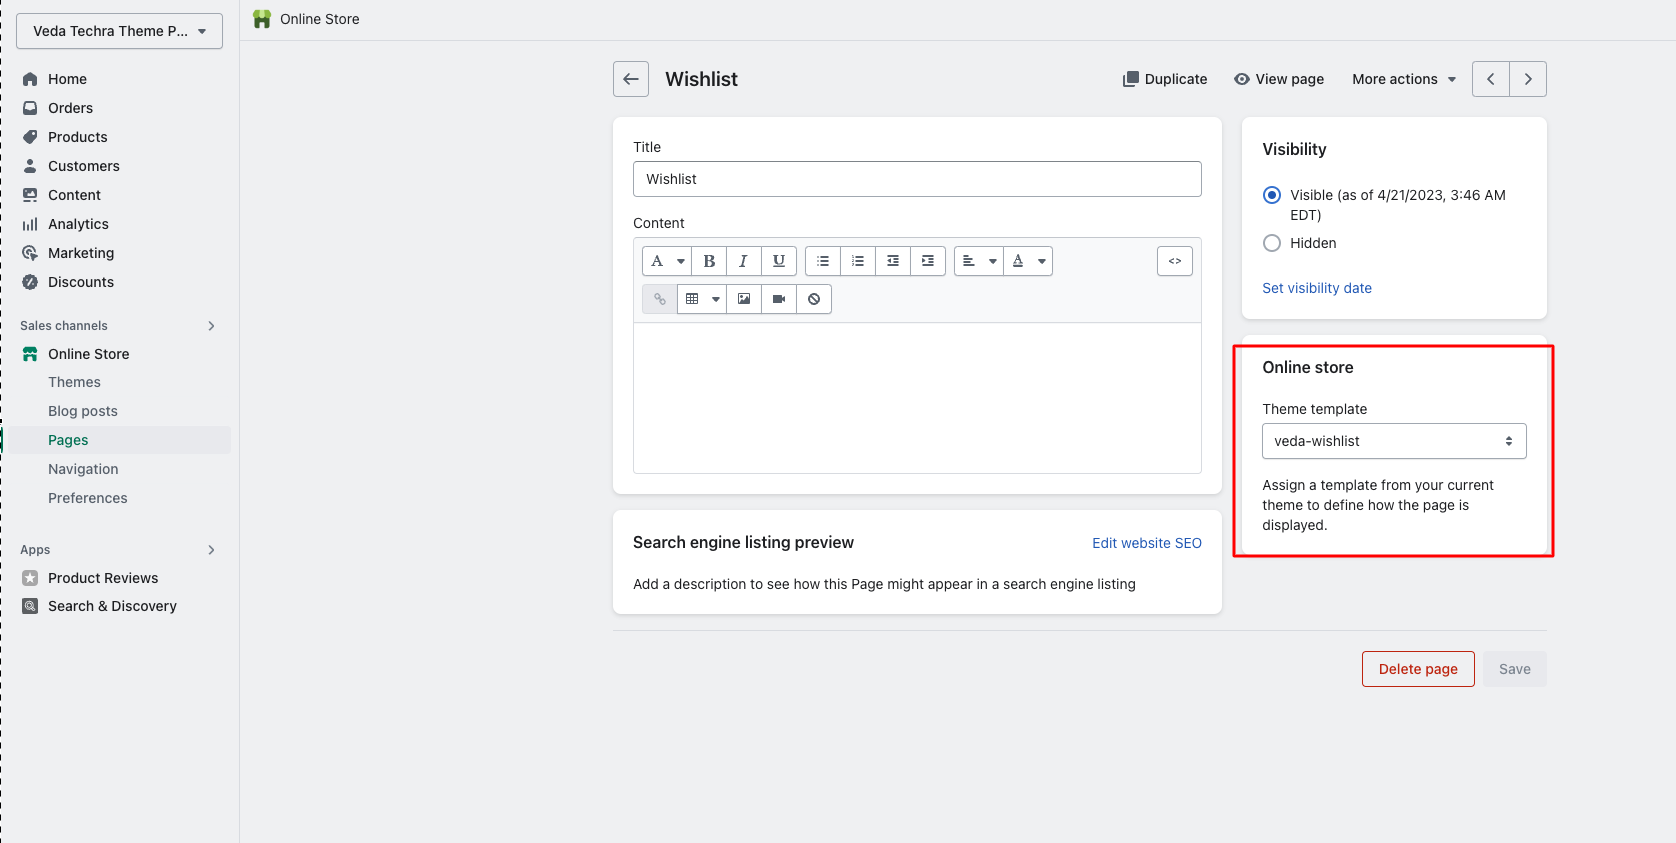 Veda Techra Theme P...
Home
Orders
Products
Customers
Content
Analytics
Marketing
Discounts
Sales channels
Online Store
Themes
Blog posts
Pages
Navigation
Preferences
Apps
Product Reviews
Search & Discovery
Online Store
Wishlist
Duplicate
View page
More actions
Title
Wishlist
Content
A B I U A <>
Search engine listing preview
Edit website SEO
Add a description to see how this Page might appear in a search engine listing
Visibility
Visible (as of 4/21/2023, 3:46 AM
EDT)
Hidden
Set visibility date
Online store
Theme template
veda-wishlist
Assign a template from your current
theme to define how the page is
displayed.
Delete page
Save